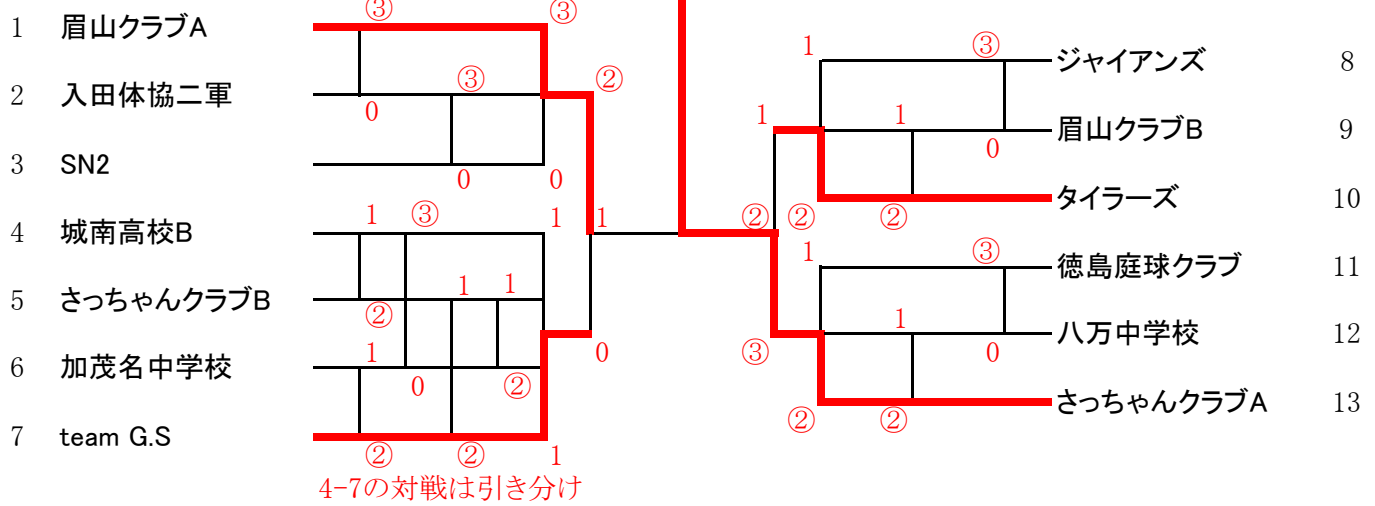 ③ ③
1 眉山クラブA
1 ③ ジャイアンズ 8
2 入田体協二軍 ③ ②
0
1 1 眉山クラブB 9
0
3 SN2
0 0
タイラーズ 10
②
4 城南高校B 1 ③ 1 1
② ②
1 ③ 徳島庭球クラブ 11
5 さっちゃんクラブB 1 1
②
1 八万中学校 12
6 加茂名中学校 1 0 ③ 0
0 ②
さっちゃんクラブA 13
② ②
7 team G.S
② ② 1
4-7の対戦は引き分け